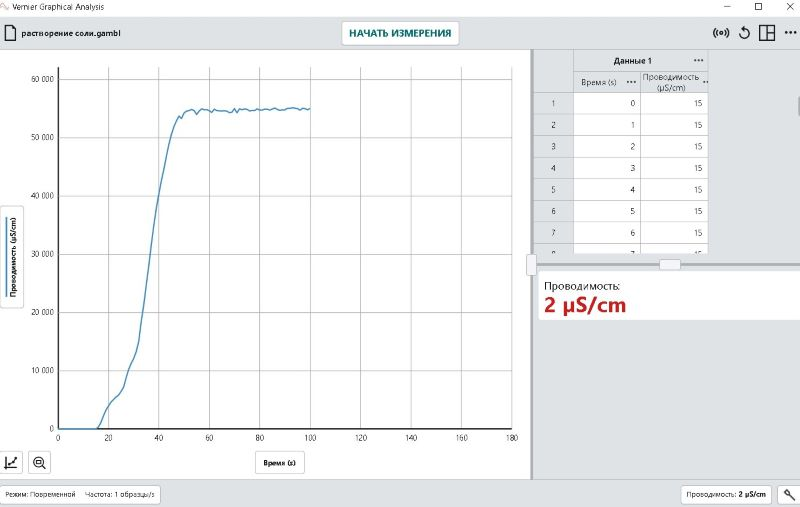 Vernier Graphical Analysis
растворение соли.gambl
НАЧАТЬ ИЗМЕРЕНИЯ
Данные 1
Время (s)
Проводимость (µS/cm)
1 0 15
2 1 15
3 2 15
4 3 15
5 4 15
6 5 15
7 6 15
Проводимость:
2 µS/cm
60 000
50 000
40 000
30 000
20 000
10 000
0
Проводимость (µS/cm)
0 20 40 60 80 100 120 140 160 180
Время (s)
Режим: Повременной Частота: 1 образцы/s
Проводимость: 2 µS/cm